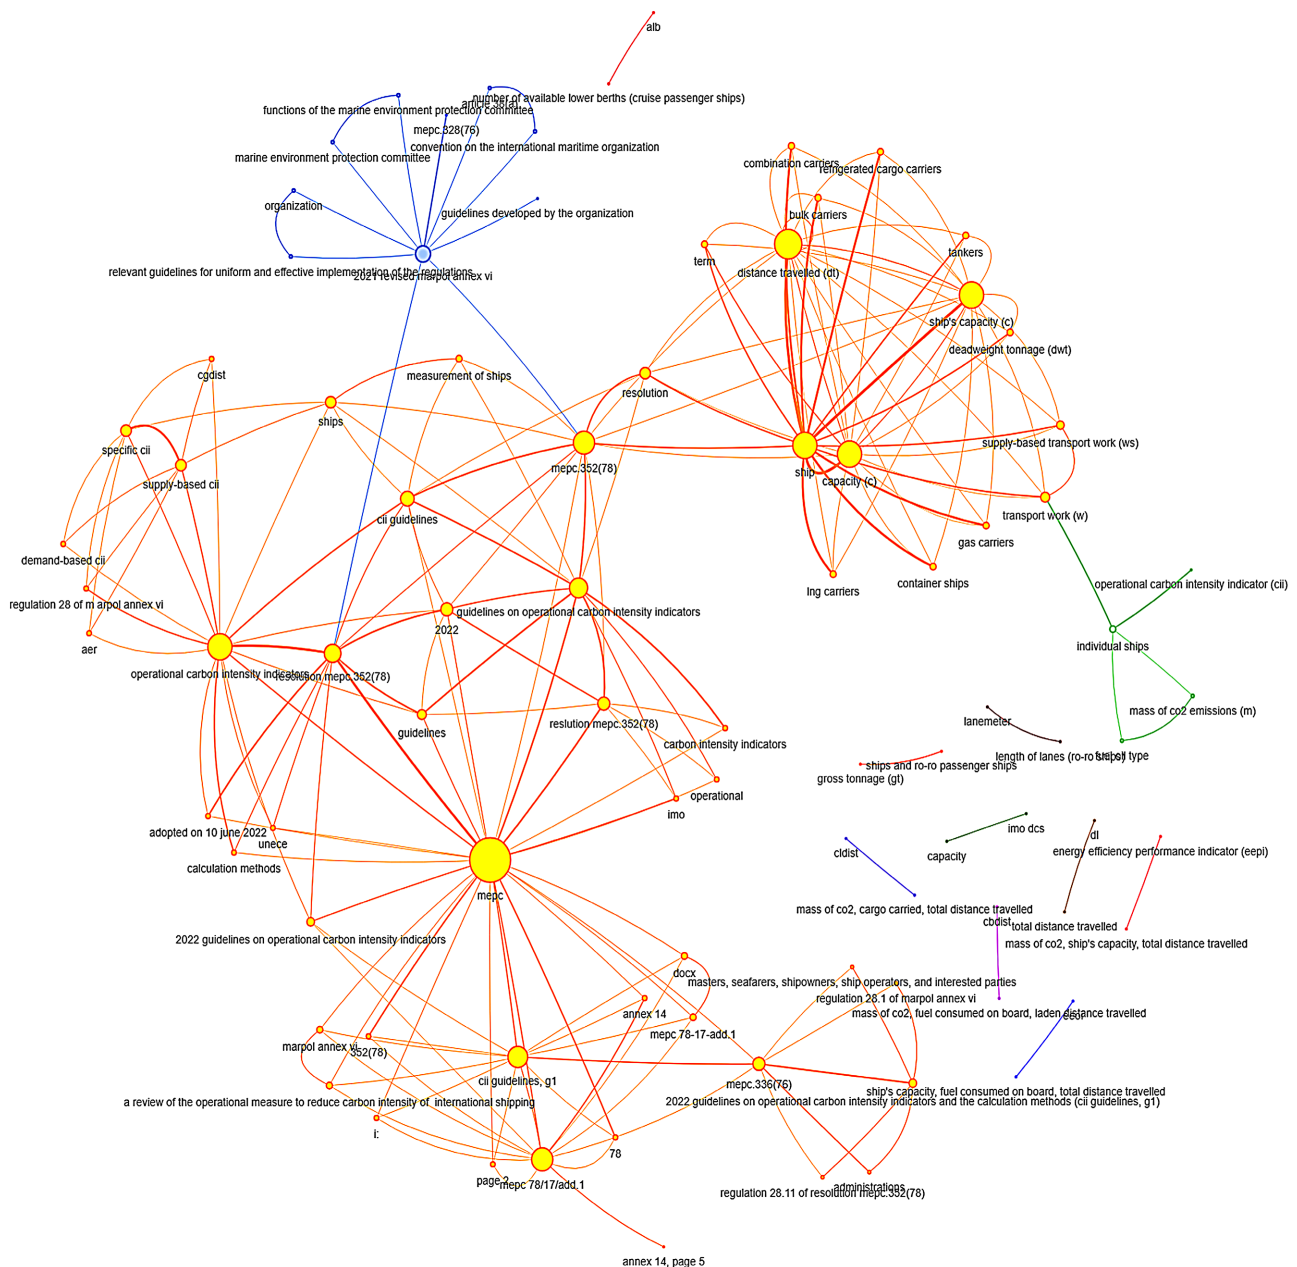 alb
number of available lower berths (cruise passenger ships)
article 38(a)
functions of the marine environment protection committee
mepc.328(76)
convention on the international maritime organization
marine environment protection committee
combination carriers
refrigerated cargo carriers
organization
guidelines developed by the organization
bulk carriers
tankers
term
distance travelled (dt)
relevant guidelines for uniform and effective implementation of the regulations
2021 revised marpol annex vi
ship's capacity (c)
deadweight tonnage (dwt)
cgdist
measurement of ships
resolution
ships
specific cii
supply-based transport work (ws)
mepc.352(78)
ship
capacity (c)
supply-based cii
cii guidelines
transport work (w)
gas carriers
demand-based cii
container ships
operational carbon intensity indicator (cii)
lng carriers
regulation 28 of m arpol annex vi
guidelines on operational carbon intensity indicators
2022
aer
individual ships
operational carbon intensity indicators
resolution mepc.352(78)
mass of co2 emissions (m)
lanemeter
reslution mepc.352(78)
guidelines
carbon intensity indicators
length of lanes (ro-ro ships)
fuel oil type
ships and ro-ro passenger ships
gross tonnage (gt)
operational
imo
adopted on 10 june 2022
unece
imo dcs
dl
calculation methods
cldist
capacity
energy efficiency performance indicator (eepi)
mepc
mass of co2, cargo carried, total distance travelled
cbdist
total distance travelled
2022 guidelines on operational carbon intensity indicators
mass of co2, ship's capacity, total distance travelled
docx
masters, seafarers, shipowners, ship operators, and interested parties
regulation 28.1 of marpol annex vi
annex 14
mass of co2, fuel consumed on board, laden distance travelled
mepc 78-17-add.1
marpol annex vi
352(78)
cii guidelines, g1
mepc.336(76)
ship's capacity, fuel consumed on board, total distance travelled
a review of the operational measure to reduce carbon intensity of international shipping
2022 guidelines on operational carbon intensity indicators and the calculation methods (cii guidelines, g1)
i:
78
page 2
mepc 78/17/add.1
administrations
regulation 28.11 of resolution mepc.352(78)
annex 14, page 5